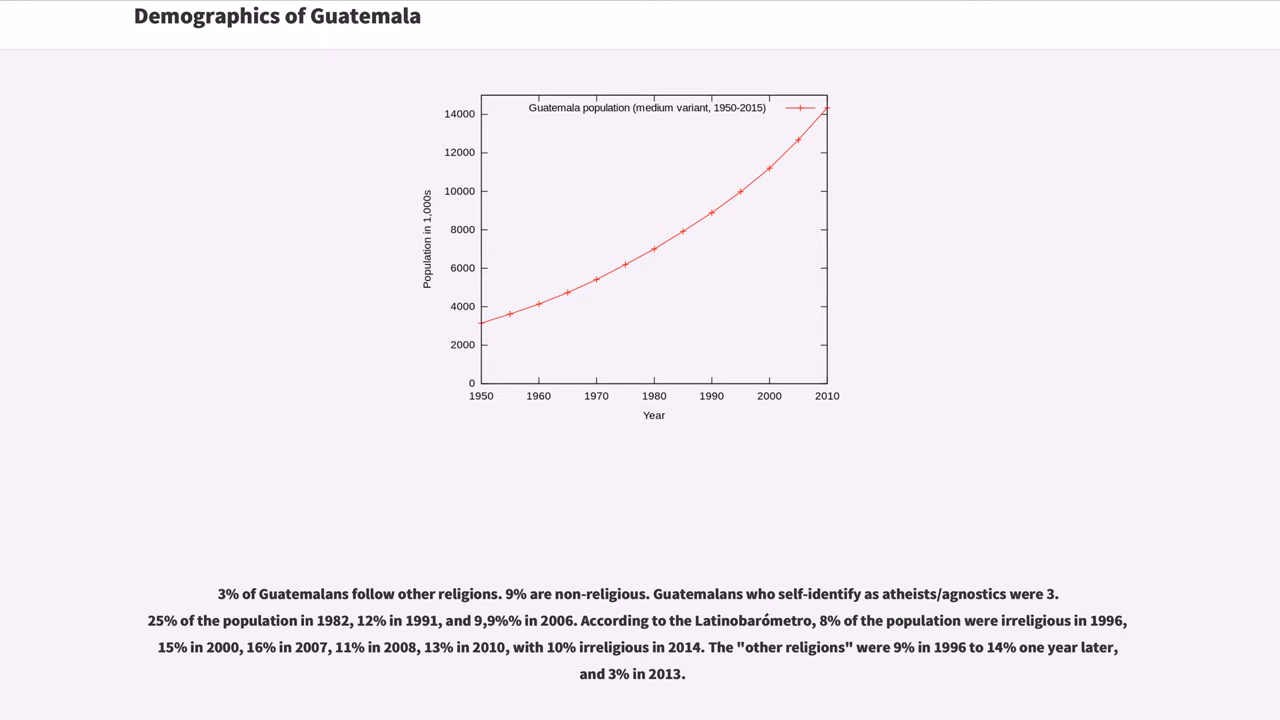 Demographics of Guatemala
Guatemala population (medium variant, 1950-2015)
14000
12000
10000
8000
6000
4000
2000
0
Population in 1,000s
1950 1960 1970 1980 1990 2000 2010
Year
3% of Guatemalans follow other religions. 9% are non-religious. Guatemalans who self-identify as atheists/agnostics were 3.
25% of the population in 1982, 12% in 1991, and 9,9%% in 2006. According to the Latinobarómetro, 8% of the population were irreligious in 1996,
15% in 2000, 16% in 2007, 11% in 2008, 13% in 2010, with 10% irreligious in 2014. The "other religions" were 9% in 1996 to 14% one year later,
and 3% in 2013.